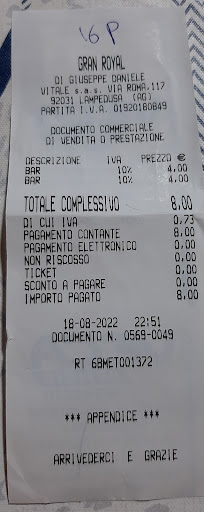 16 P
GRAN ROYAL
DI GIUSEPPE DANIELE
VITALE s.a.s. VIA ROMA,117
92031 LAMPEDUSA (AG)
PARTITA I.V.A. 01920180849
DOCUMENTO COMMERCIALE
DI VENDITA O PRESTAZIONE
DESCRIZIONE IVA PREZZO €
BAR 10% 4,00
BAR 10% 4,00
TOTALE COMPLESSIVO 8,00
DI CUI IVA 0,73
PAGAMENTO CONTANTE 8,00
PAGAMENTO ELETTRONICO 0,00
NON RISCOSSO 0,00
TICKET 0,00
SCONTO A PAGARE 0,00
IMPORTO PAGATO 8,00
18-08-2022 22:51
DOCUMENTO N. 0569-0049
RT 6BMET001372
*** APPENDICE ***
ARRIVEDERCI E GRAZIE